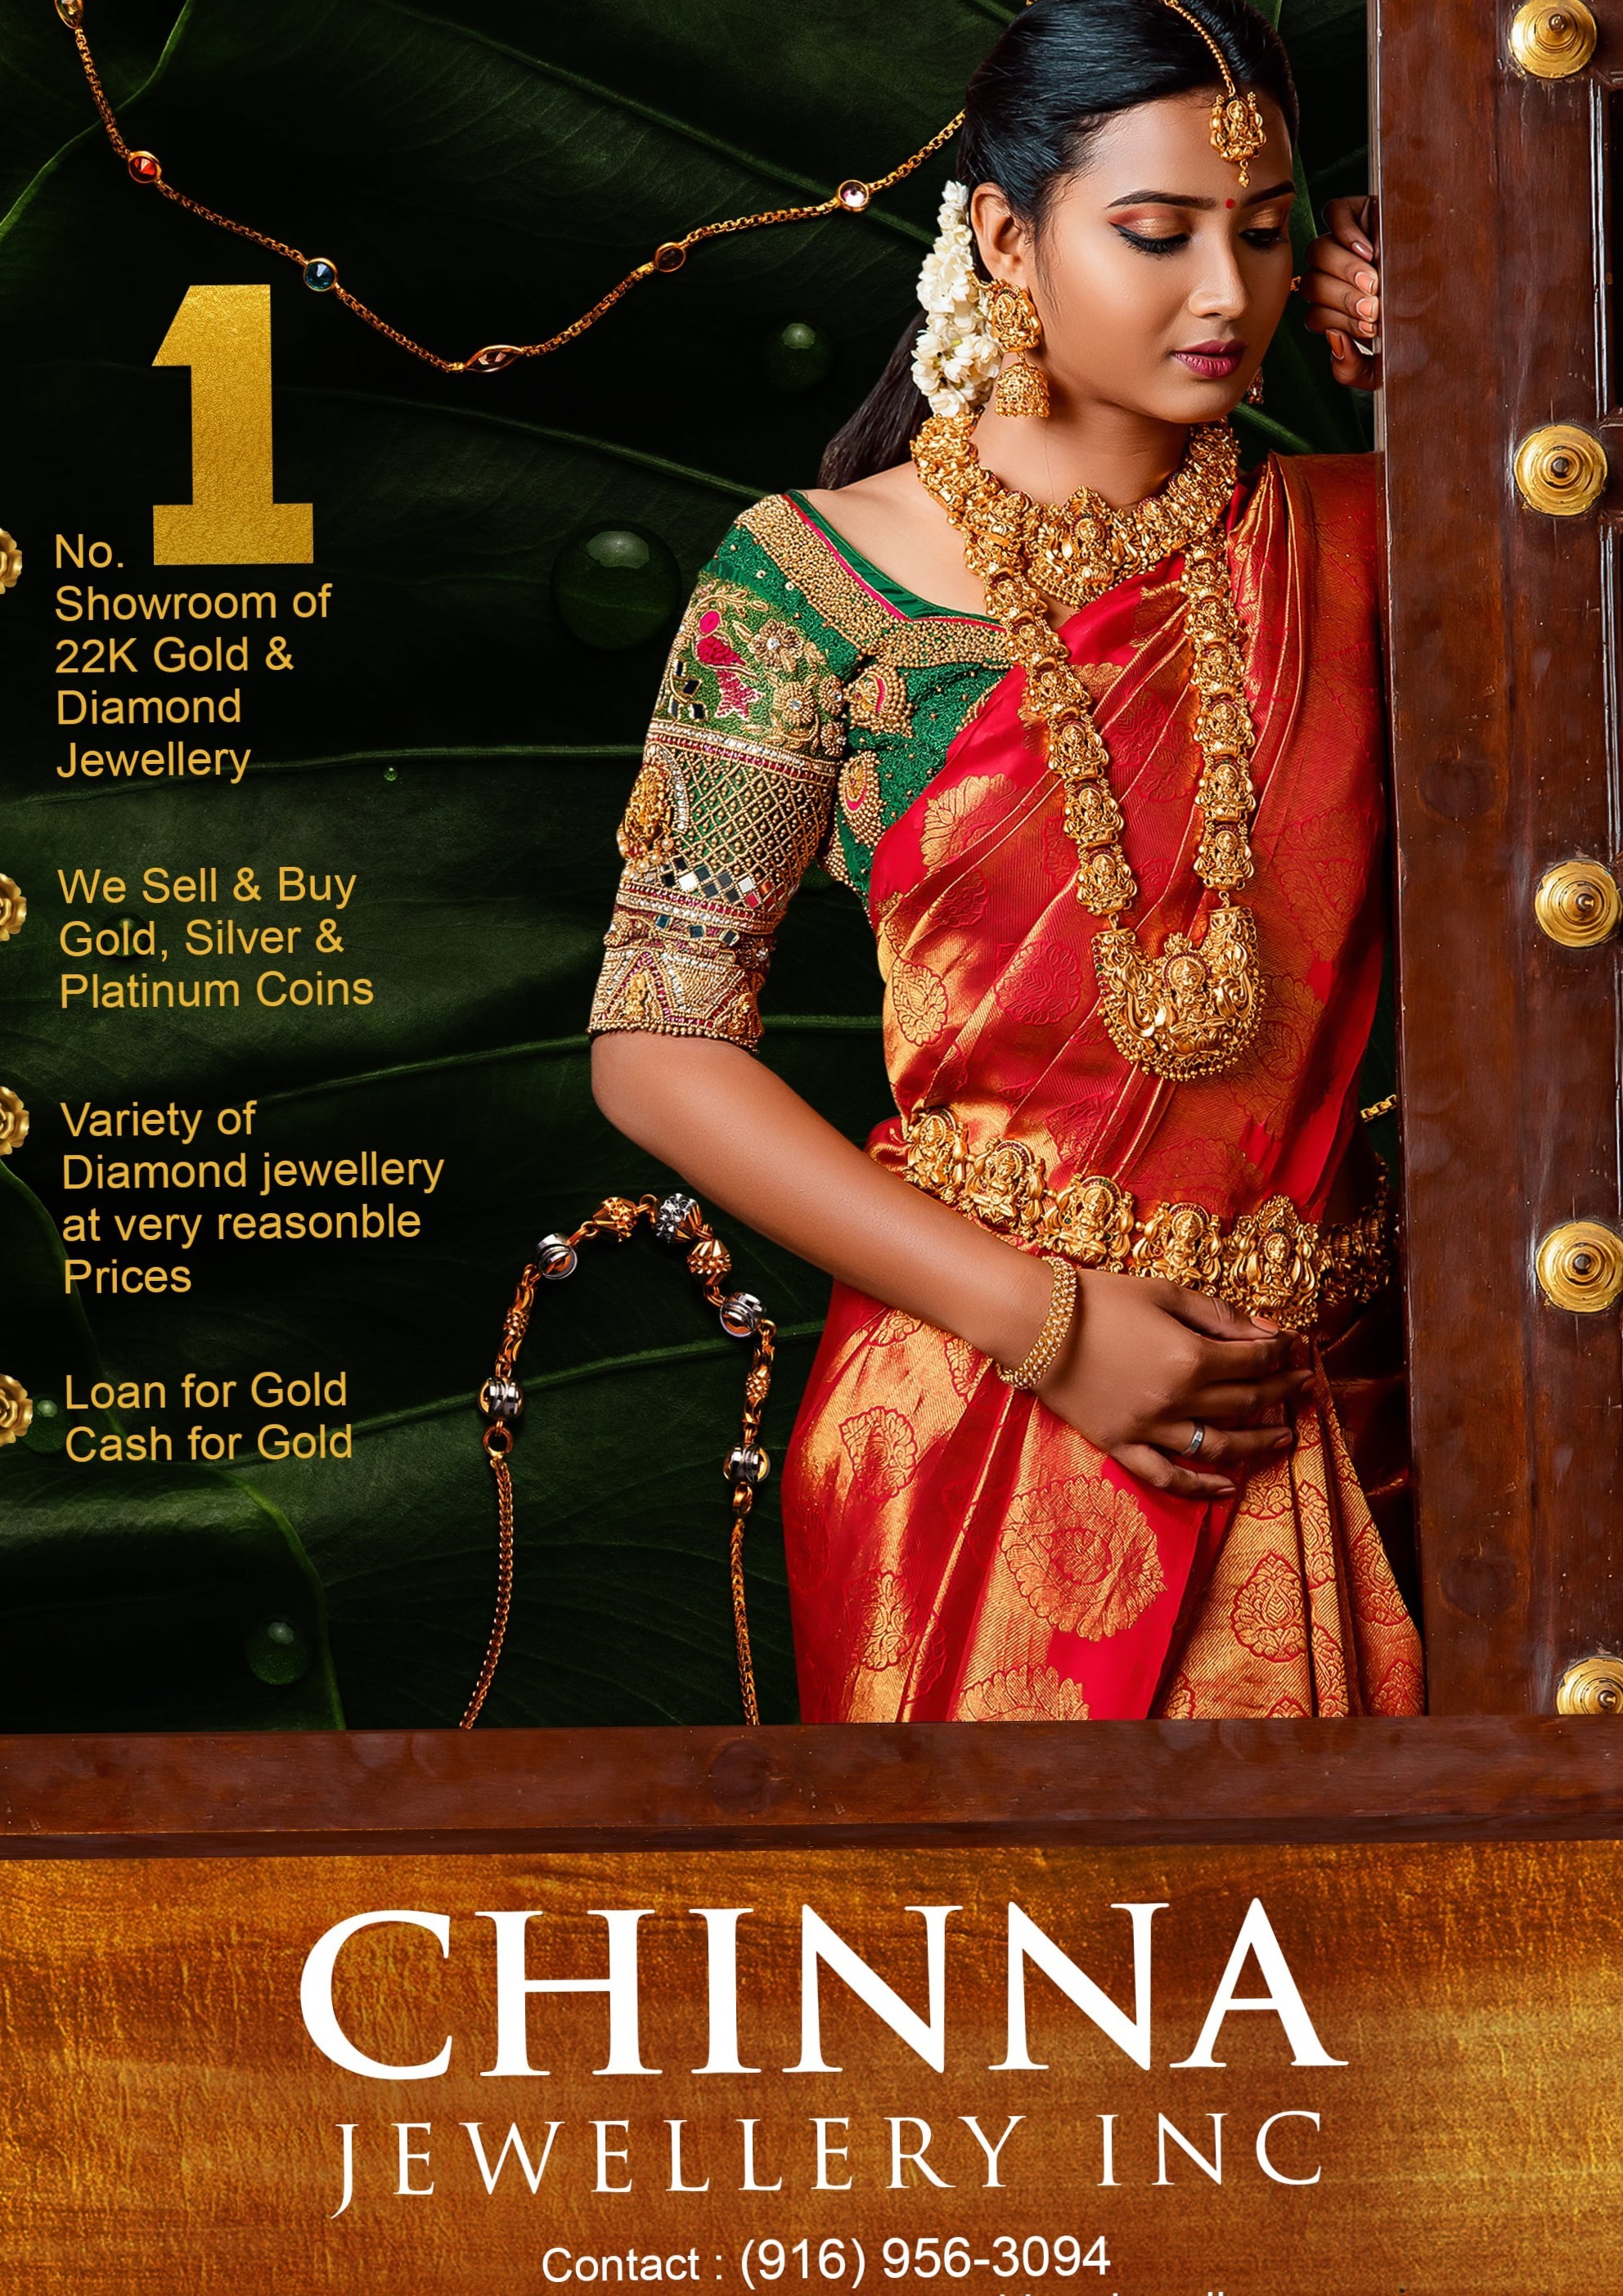 No. 1
Showroom of
22K Gold &
Diamond
Jewellery
We Sell & Buy
Gold, Silver &
Platinum Coins
Variety of
Diamond jewellery
at very reasonble
Prices
Loan for Gold
Cash for Gold
CHINNA
JEWELLERY INC
Contact : (916) 956-3094